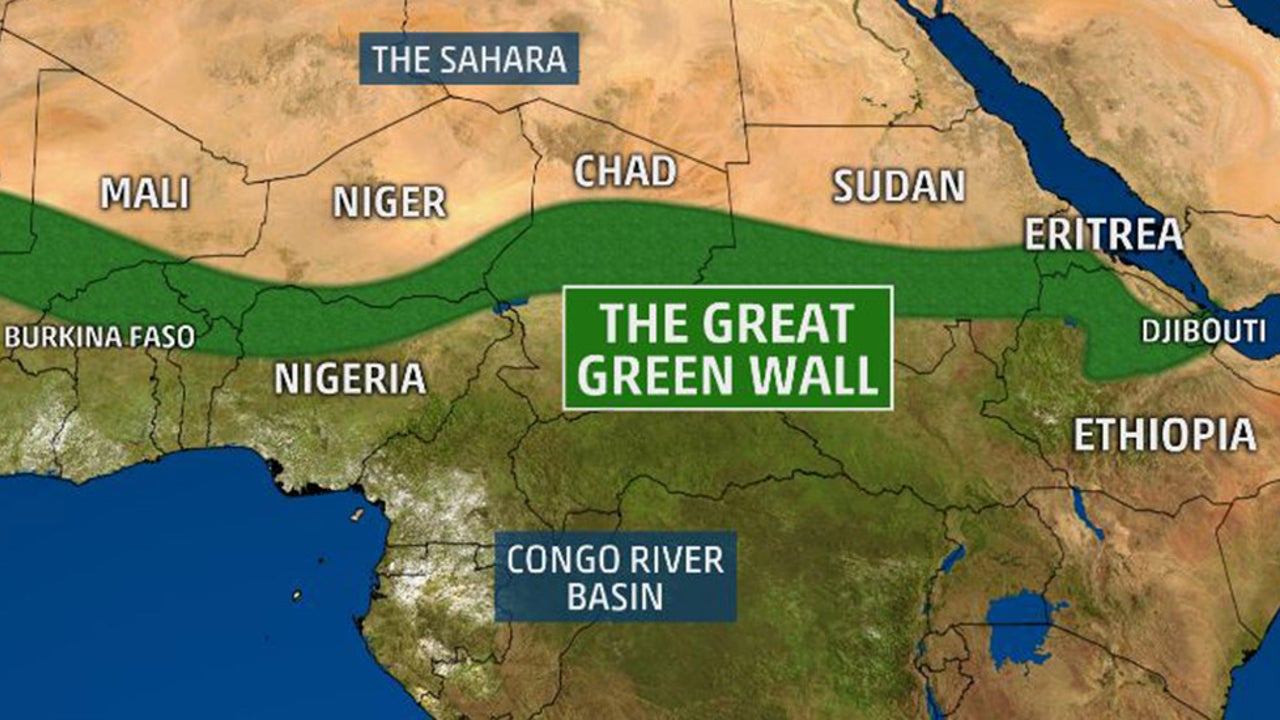 THE SAHARA
MALI
NIGER
CHAD
SUDAN
ERITREA
BURKINA FASO
NIGERIA
THE GREAT
GREEN WALL
DJIBOUTI
ETHIOPIA
CONGO RIVER
BASIN